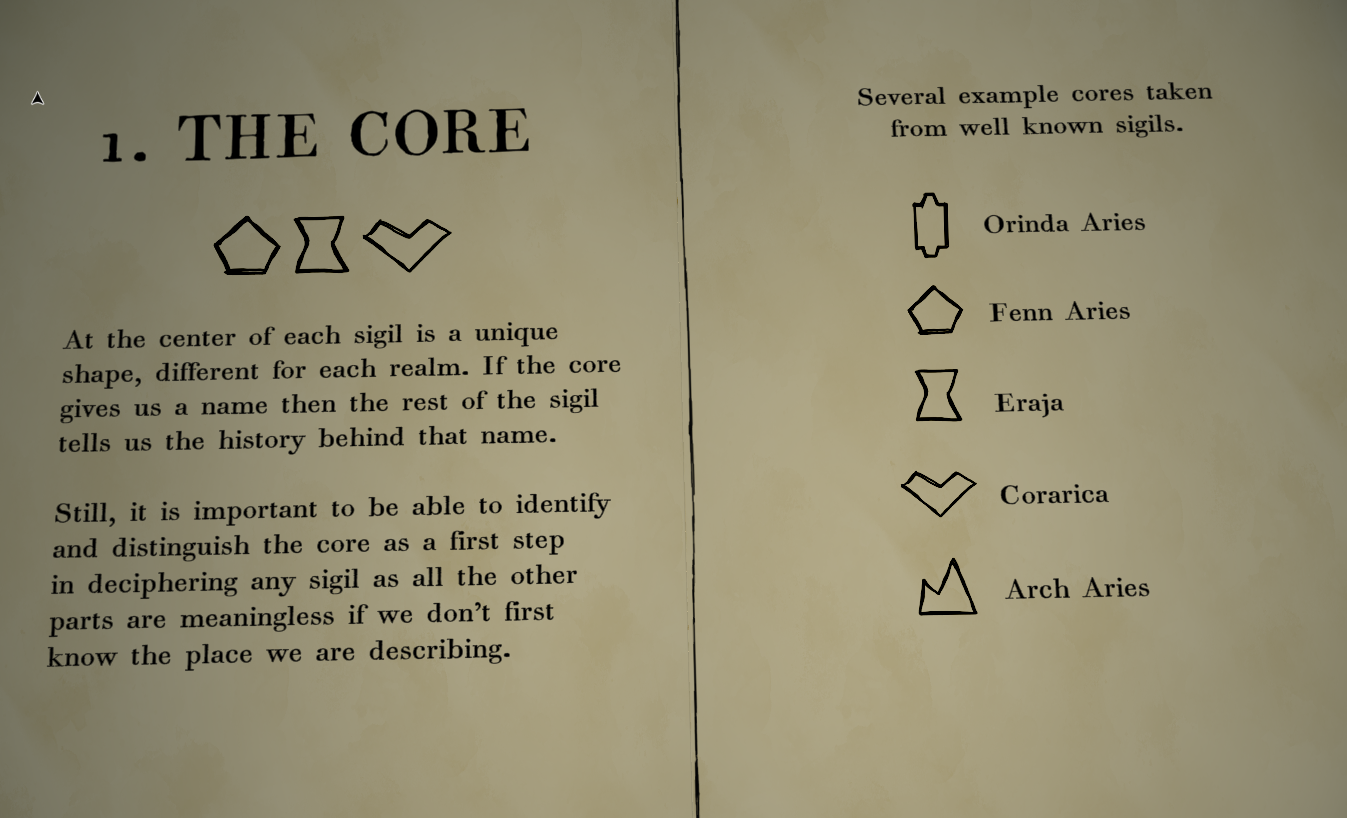 1. THE CORE
At the center of each sigil is a unique
shape, different for each realm. If the core
gives us a name then the rest of the sigil
tells us the history behind that name.
Still, it is important to be able to identify
and distinguish the core as a first step
in deciphering any sigil as all the other
parts are meaningless if we don't first
know the place we are describing.
Several example cores taken
from well known sigils.
Orinda Aries
Fenn Aries
Eraja
Corarica
Arch Aries